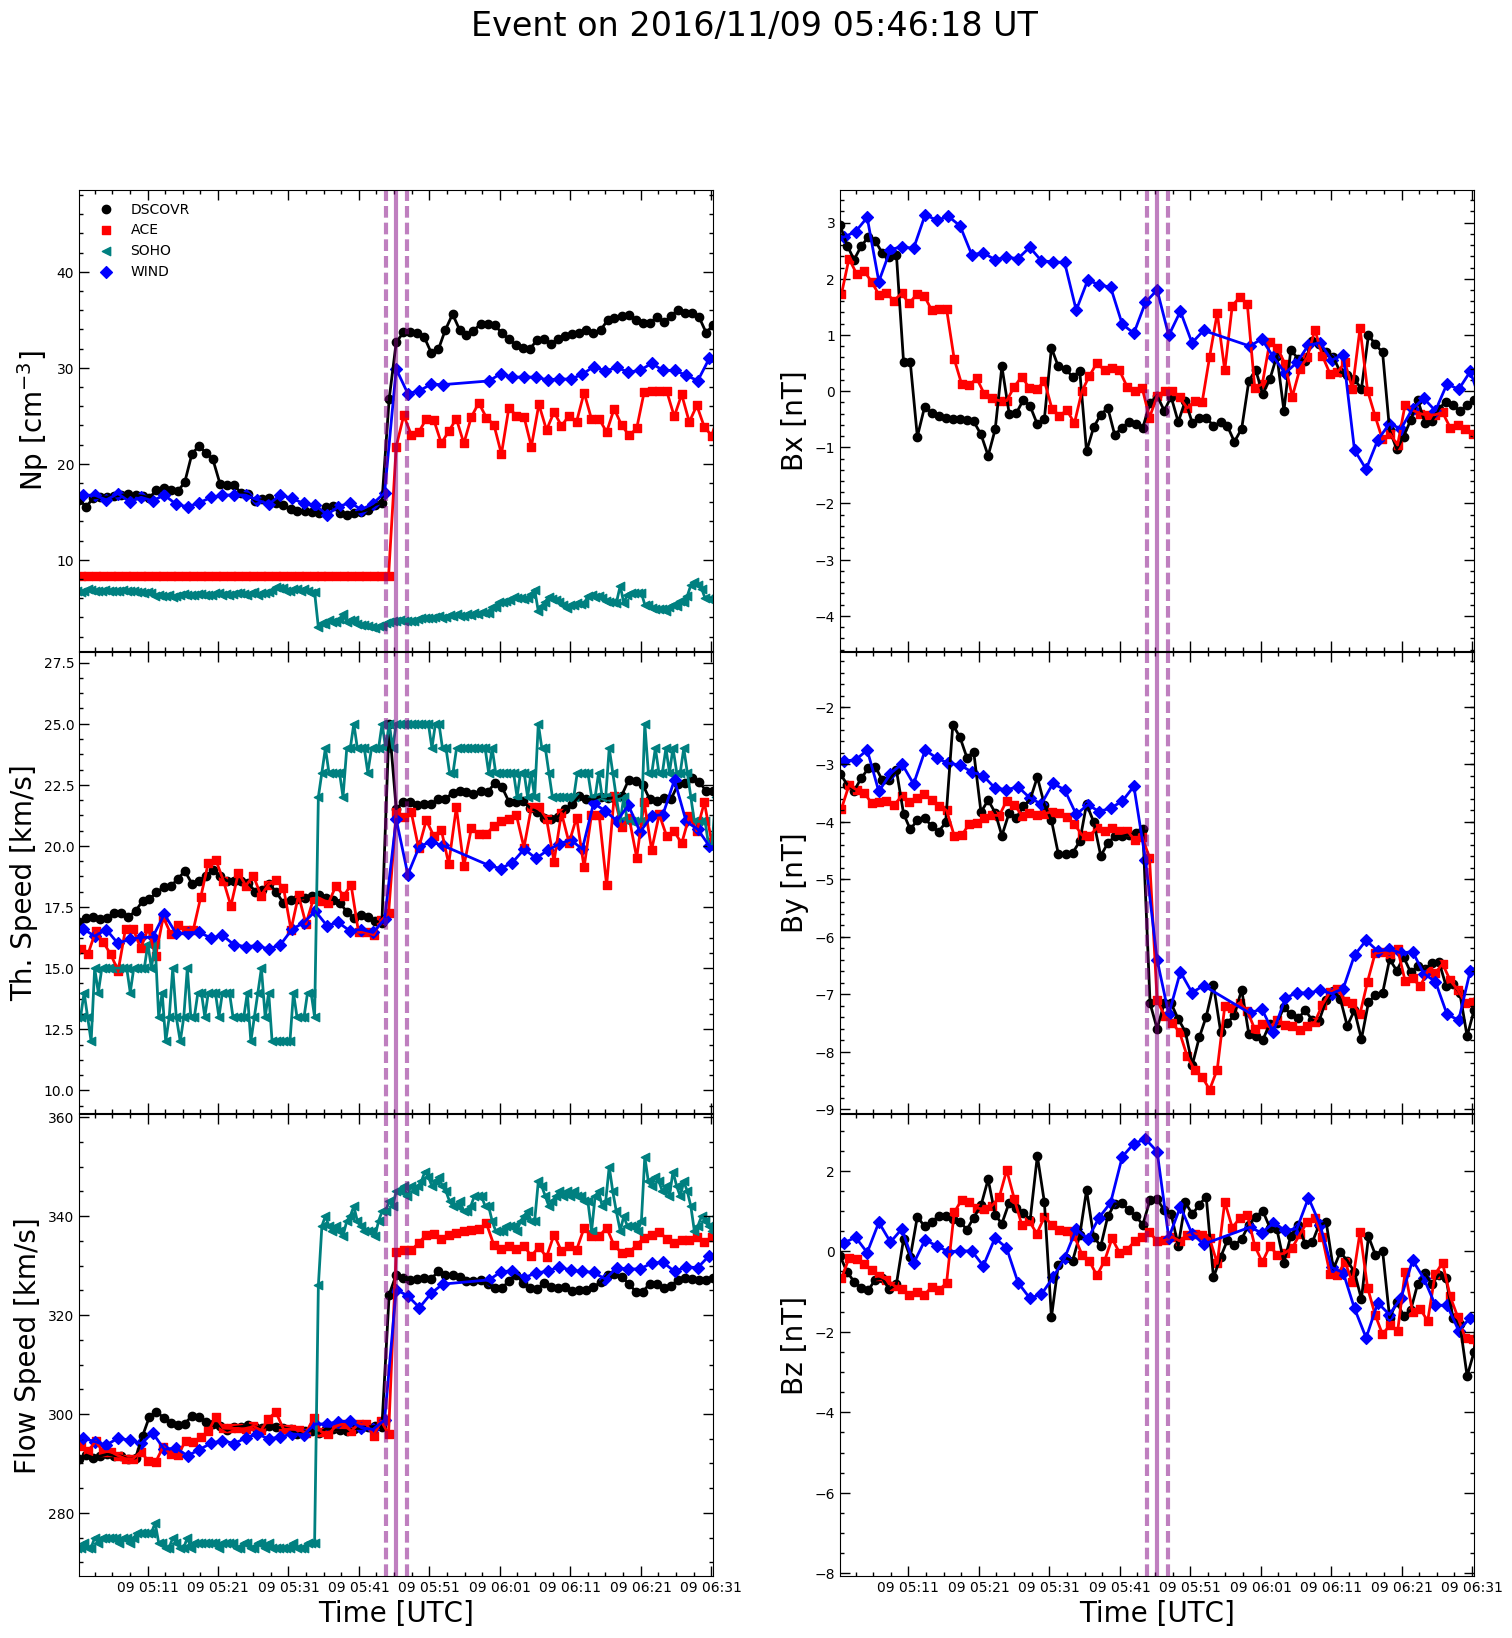 Event on 2016/11/09 05:46:18 UT
DSCOVR
ACE
SOHO
WIND
Np [cm⁻³]
40
30
20
10
Th. Speed [km/s]
27.5
25.0
22.5
20.0
17.5
15.0
12.5
10.0
Flow Speed [km/s]
360
340
320
300
280
09 05:11 09 05:21 09 05:31 09 05:41 09 05:51 09 06:01 09 06:11 09 06:21 09 06:31
Time [UTC]
Bx [nT]
3
2
1
0
−1
−2
−3
−4
By [nT]
−2
−3
−4
−5
−6
−7
−8
−9
Bz [nT]
2
0
−2
−4
−6
−8
09 05:11 09 05:21 09 05:31 09 05:41 09 05:51 09 06:01 09 06:11 09 06:21 09 06:31
Time [UTC]